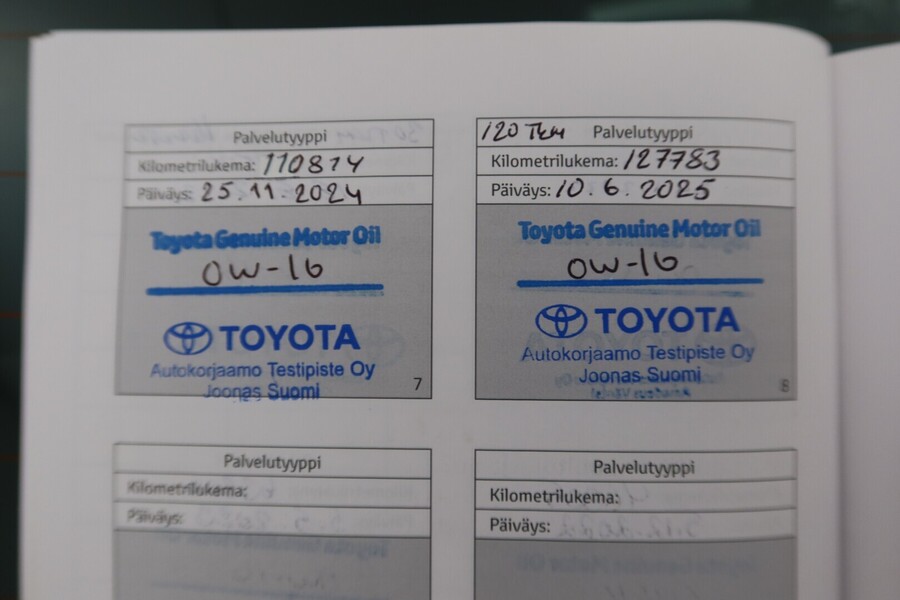 Palvelutyyppi
Kilometrilukema: 110814
Päiväys: 25.11.2024
Toyota Genuine Motor Oil
0W-16
TOYOTA
Autokorjaamo Testipiste Oy
Joonas Suomi
7
120 Tkm Palvelutyyppi
Kilometrilukema: 127783
Päiväys: 10.6.2025
Toyota Genuine Motor Oil
0W-16
TOYOTA
Autokorjaamo Testipiste Oy
Joonas Suomi
8
Palvelutyyppi
Kilometrilukema:
Päiväys:
Palvelutyyppi
Kilometrilukema:
Päiväys: